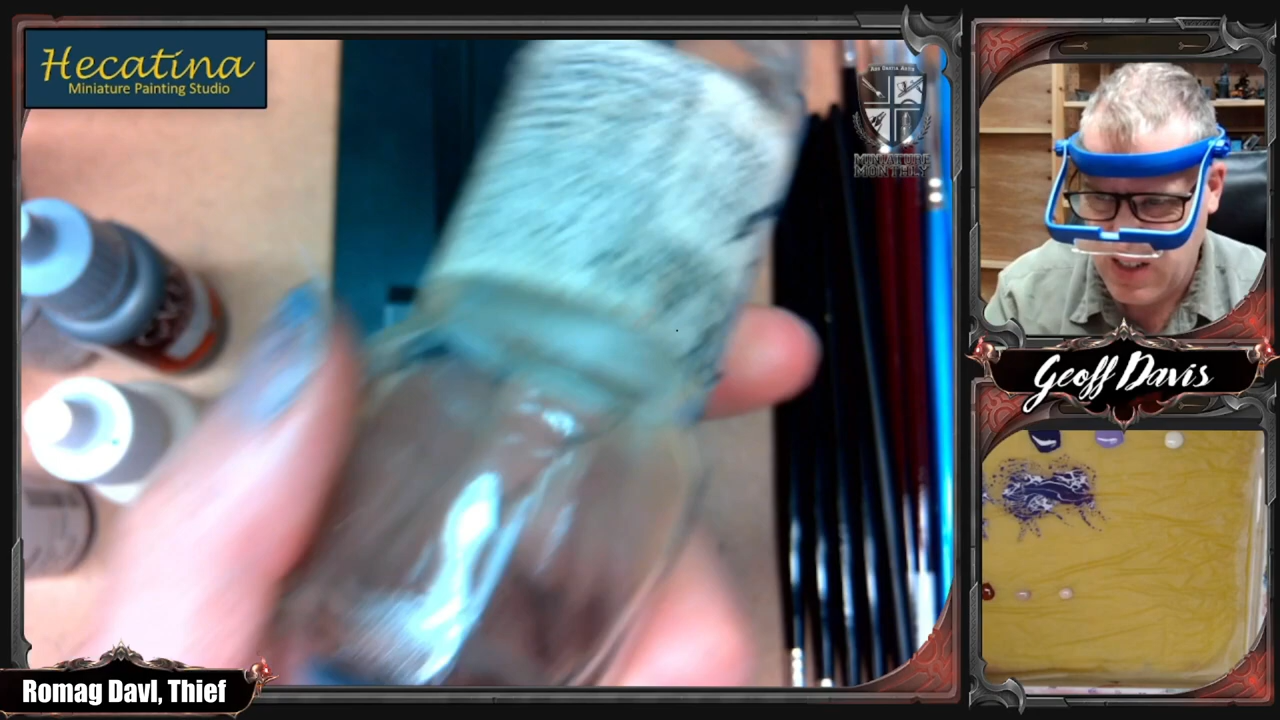 Hecatina
Miniature Painting Studio
MINIATURE
MONTHLY
Geoff Davis
Romag Davl, Thief